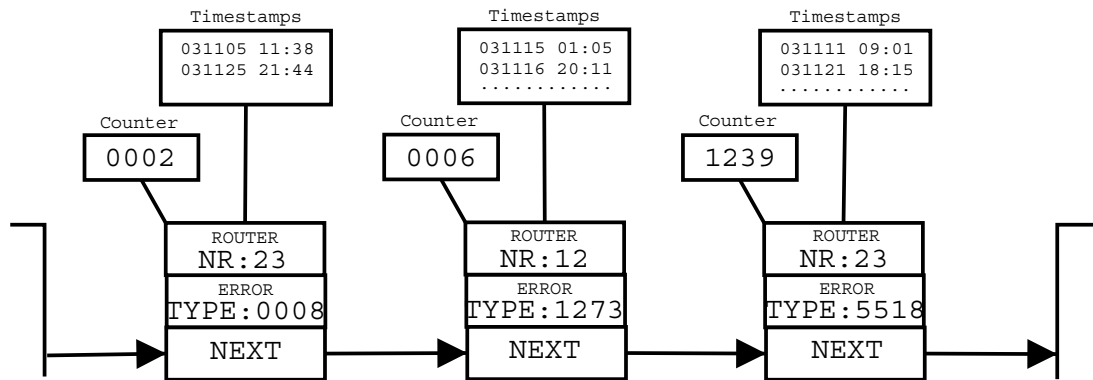 Timestamps
031105 11:38
031125 21:44
Counter
0002
ROUTER
NR:23
ERROR
TYPE:0008
NEXT
Timestamps
031115 01:05
031116 20:11
............
Counter
0006
ROUTER
NR:12
ERROR
TYPE:1273
NEXT
Timestamps
031111 09:01
031121 18:15
............
Counter
1239
ROUTER
NR:23
ERROR
TYPE:5518
NEXT